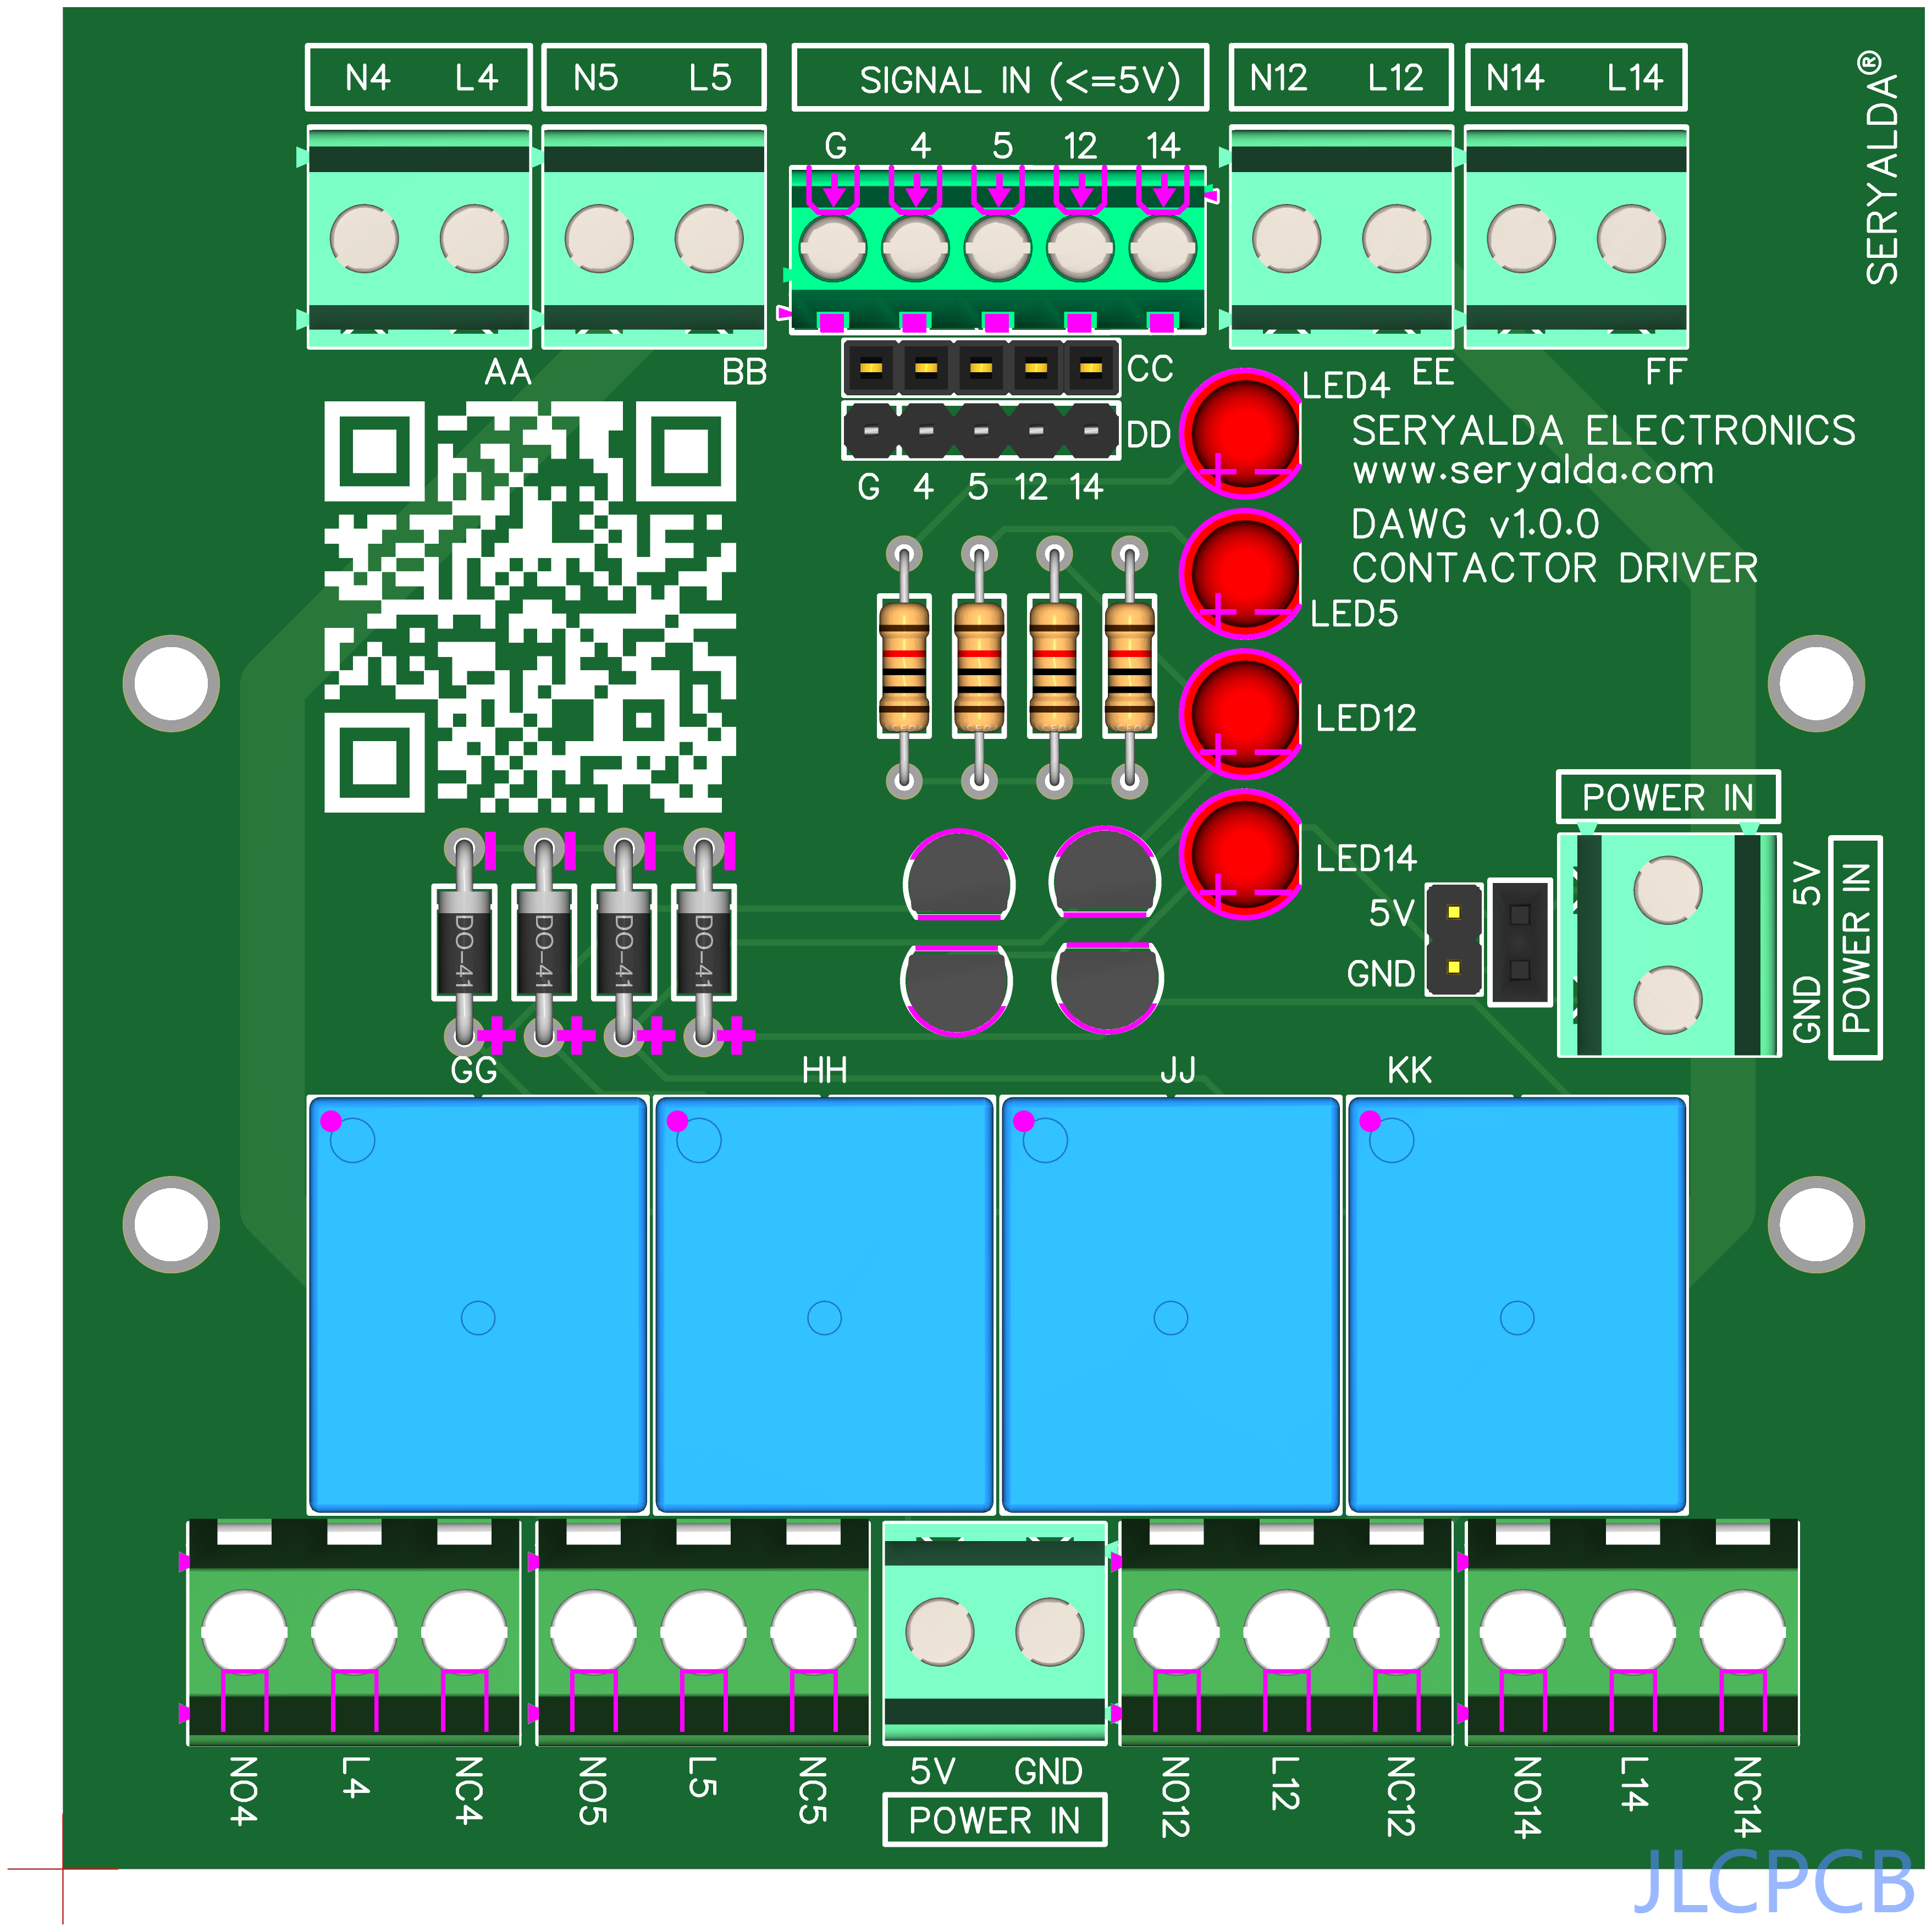 N4 L4
N5 L5
SIGNAL IN (<=5V)
N12 L12
N14 L14
SERYALDA®
G 4 5 12 14
AA
BB
CC
DD
EE
FF
G 4 5 12 14
LED4
SERYALDA ELECTRONICS
www.seryalda.com
DAWG v1.0.0
CONTACTOR DRIVER
LED5
LED12
LED14
POWER IN
5V
GND
5V
GND
POWER IN
DO-41
DO-41
DO-41
DO-41
GG
HH
JJ
KK
NO4
L4
NC4
NO5
L5
NC5
5V GND
POWER IN
NO12
L12
NC12
NO14
L14
NC14
JLCPCB